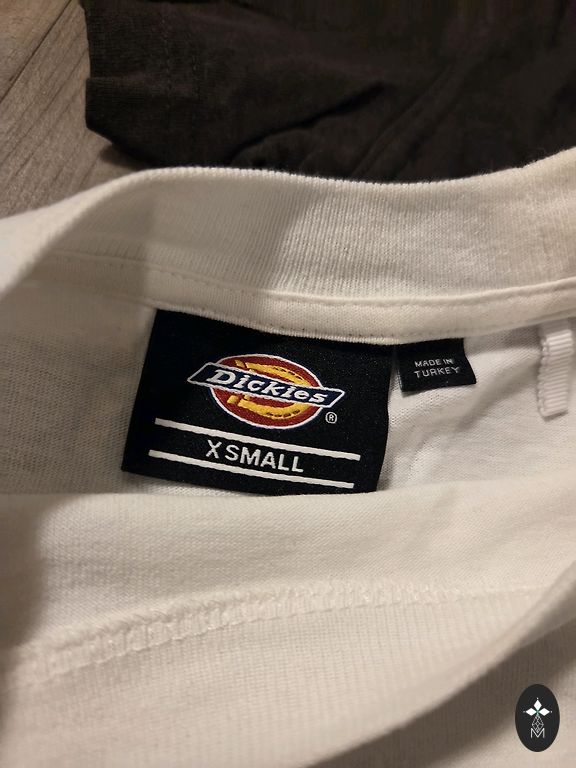 Dickies®
X SMALL
MADE IN
TURKEY
M